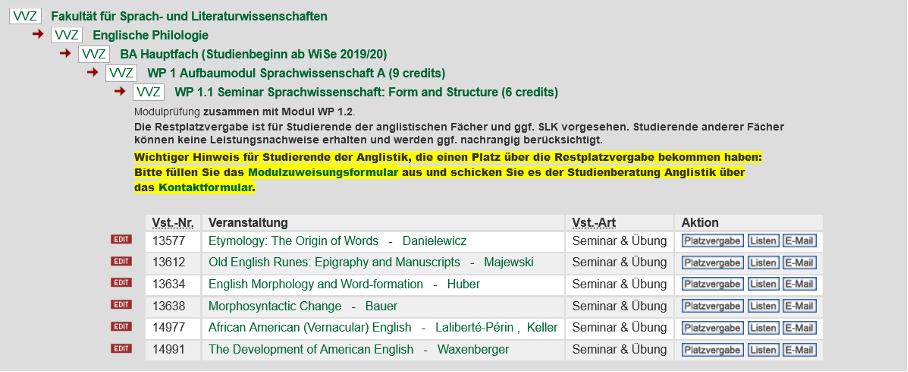 VVZ Fakultät für Sprach- und Literaturwissenschaften
VVZ Englische Philologie
VVZ BA Hauptfach (Studienbeginn ab WiSe 2019/20)
VVZ WP 1 Aufbaumodul Sprachwissenschaft A (9 credits)
VVZ WP 1.1 Seminar Sprachwissenschaft: Form and Structure (6 credits)
Modulprüfung zusammen mit Modul WP 1.2.
Die Restplatzvergabe ist für Studierende der anglistischen Fächer und ggf. SLK vorgesehen. Studierende anderer Fächer
können keine Leistungsnachweise erhalten und werden ggf. nachrangig berücksichtigt.
Wichtiger Hinweis für Studierende der Anglistik, die einen Platz über die Restplatzvergabe bekommen haben:
Bitte füllen Sie das Modulzuweisungsformular aus und schicken Sie es der Studienberatung Anglistik über
das Kontaktformular.
Vst.-Nr. Veranstaltung Vst.-Art Aktion
EDIT 13577 Etymology: The Origin of Words - Danielewicz Seminar & Übung Platzvergabe Listen E-Mail
EDIT 13612 Old English Runes: Epigraphy and Manuscripts - Majewski Seminar & Übung Platzvergabe Listen E-Mail
EDIT 13634 English Morphology and Word-formation - Huber Seminar & Übung Platzvergabe Listen E-Mail
EDIT 13638 Morphosyntactic Change - Bauer Seminar & Übung Platzvergabe Listen E-Mail
EDIT 14977 African American (Vernacular) English - Laliberté-Périn , Keller Seminar & Übung Platzvergabe Listen E-Mail
EDIT 14991 The Development of American English - Waxenberger Seminar & Übung Platzvergabe Listen E-Mail